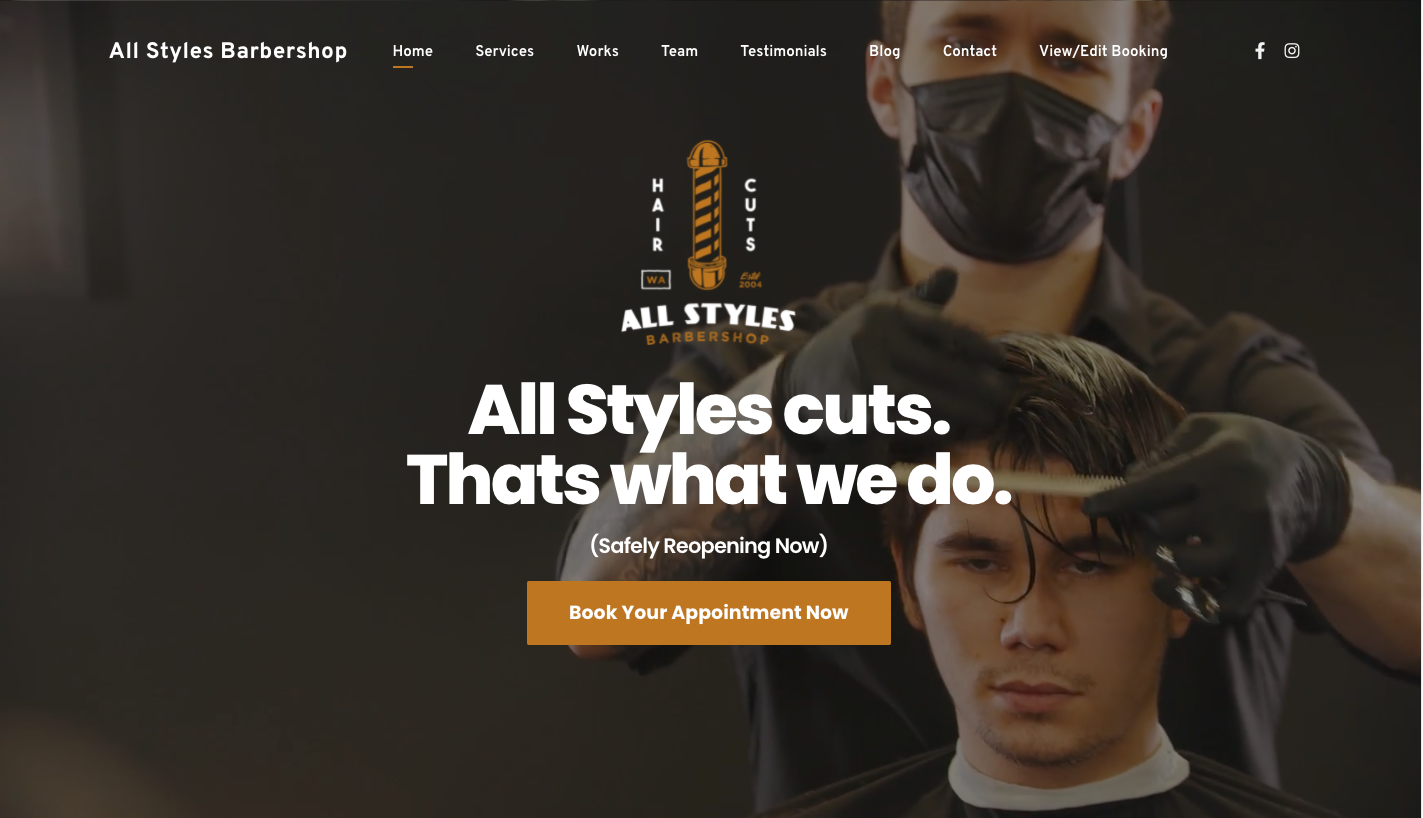 All Styles Barbershop
Home Services Works Team Testimonials Blog Contact View/Edit Booking
HAIR CUTS
WA Estd 2004
ALL STYLES
BARBERSHOP
All Styles cuts.
Thats what we do.
(Safely Reopening Now)
Book Your Appointment Now